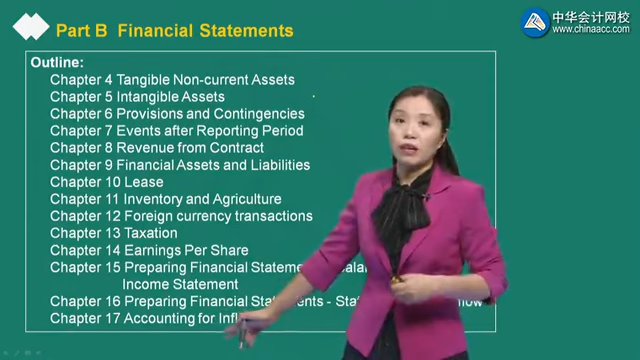 中华会计网校
www.chinaacc.com
Part B Financial Statements
Outline:
Chapter 4 Tangible Non-current Assets
Chapter 5 Intangible Assets
Chapter 6 Provisions and Contingencies
Chapter 7 Events after Reporting Period
Chapter 8 Revenue from Contract
Chapter 9 Financial Assets and Liabilities
Chapter 10 Lease
Chapter 11 Inventory and Agriculture
Chapter 12 Foreign currency transactions
Chapter 13 Taxation
Chapter 14 Earnings Per Share
Chapter 15 Preparing Financial
Income Statement
Chapter 16 Preparing Financial
Chapter 17 Accounting for